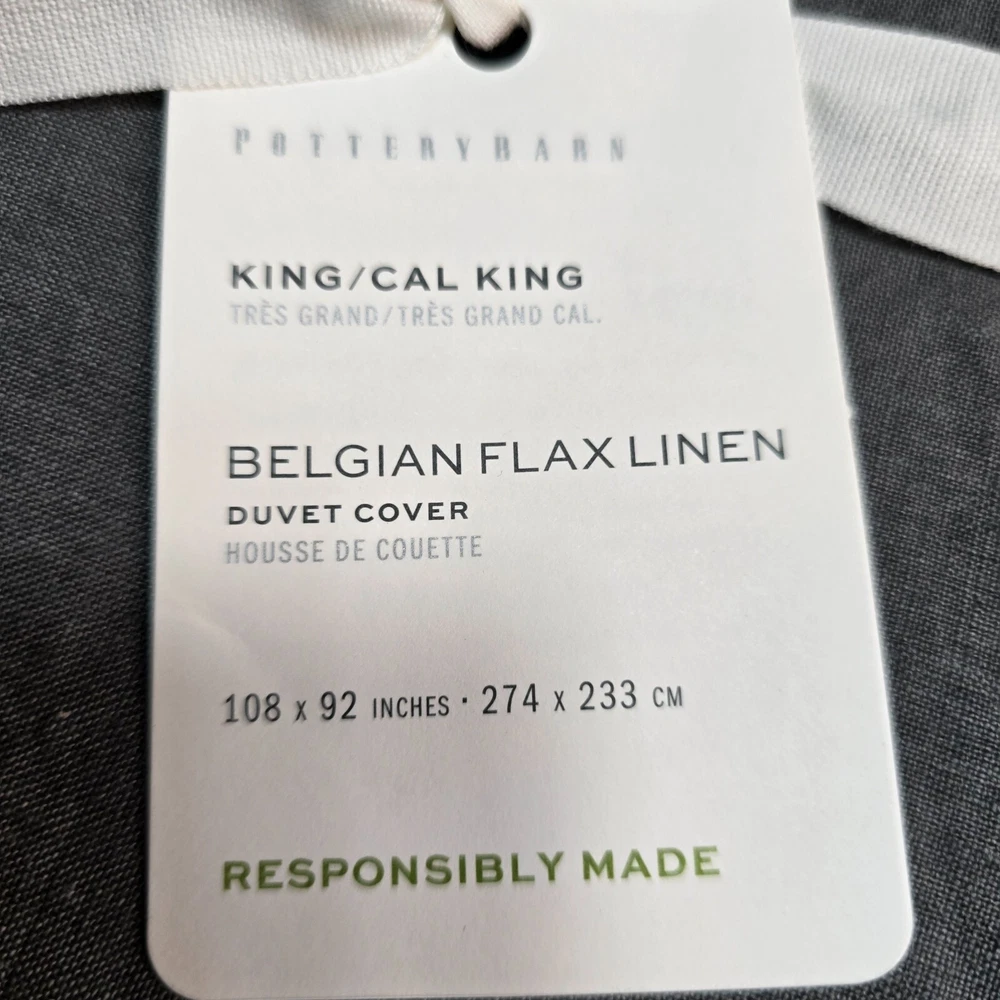 POTTERYBARN
KING/CAL KING
TRÈS GRAND/TRÈS GRAND CAL.
BELGIAN FLAX LINEN
DUVET COVER
HOUSSE DE COUETTE
108 x 92 INCHES · 274 x 233 CM
RESPONSIBLY MADE